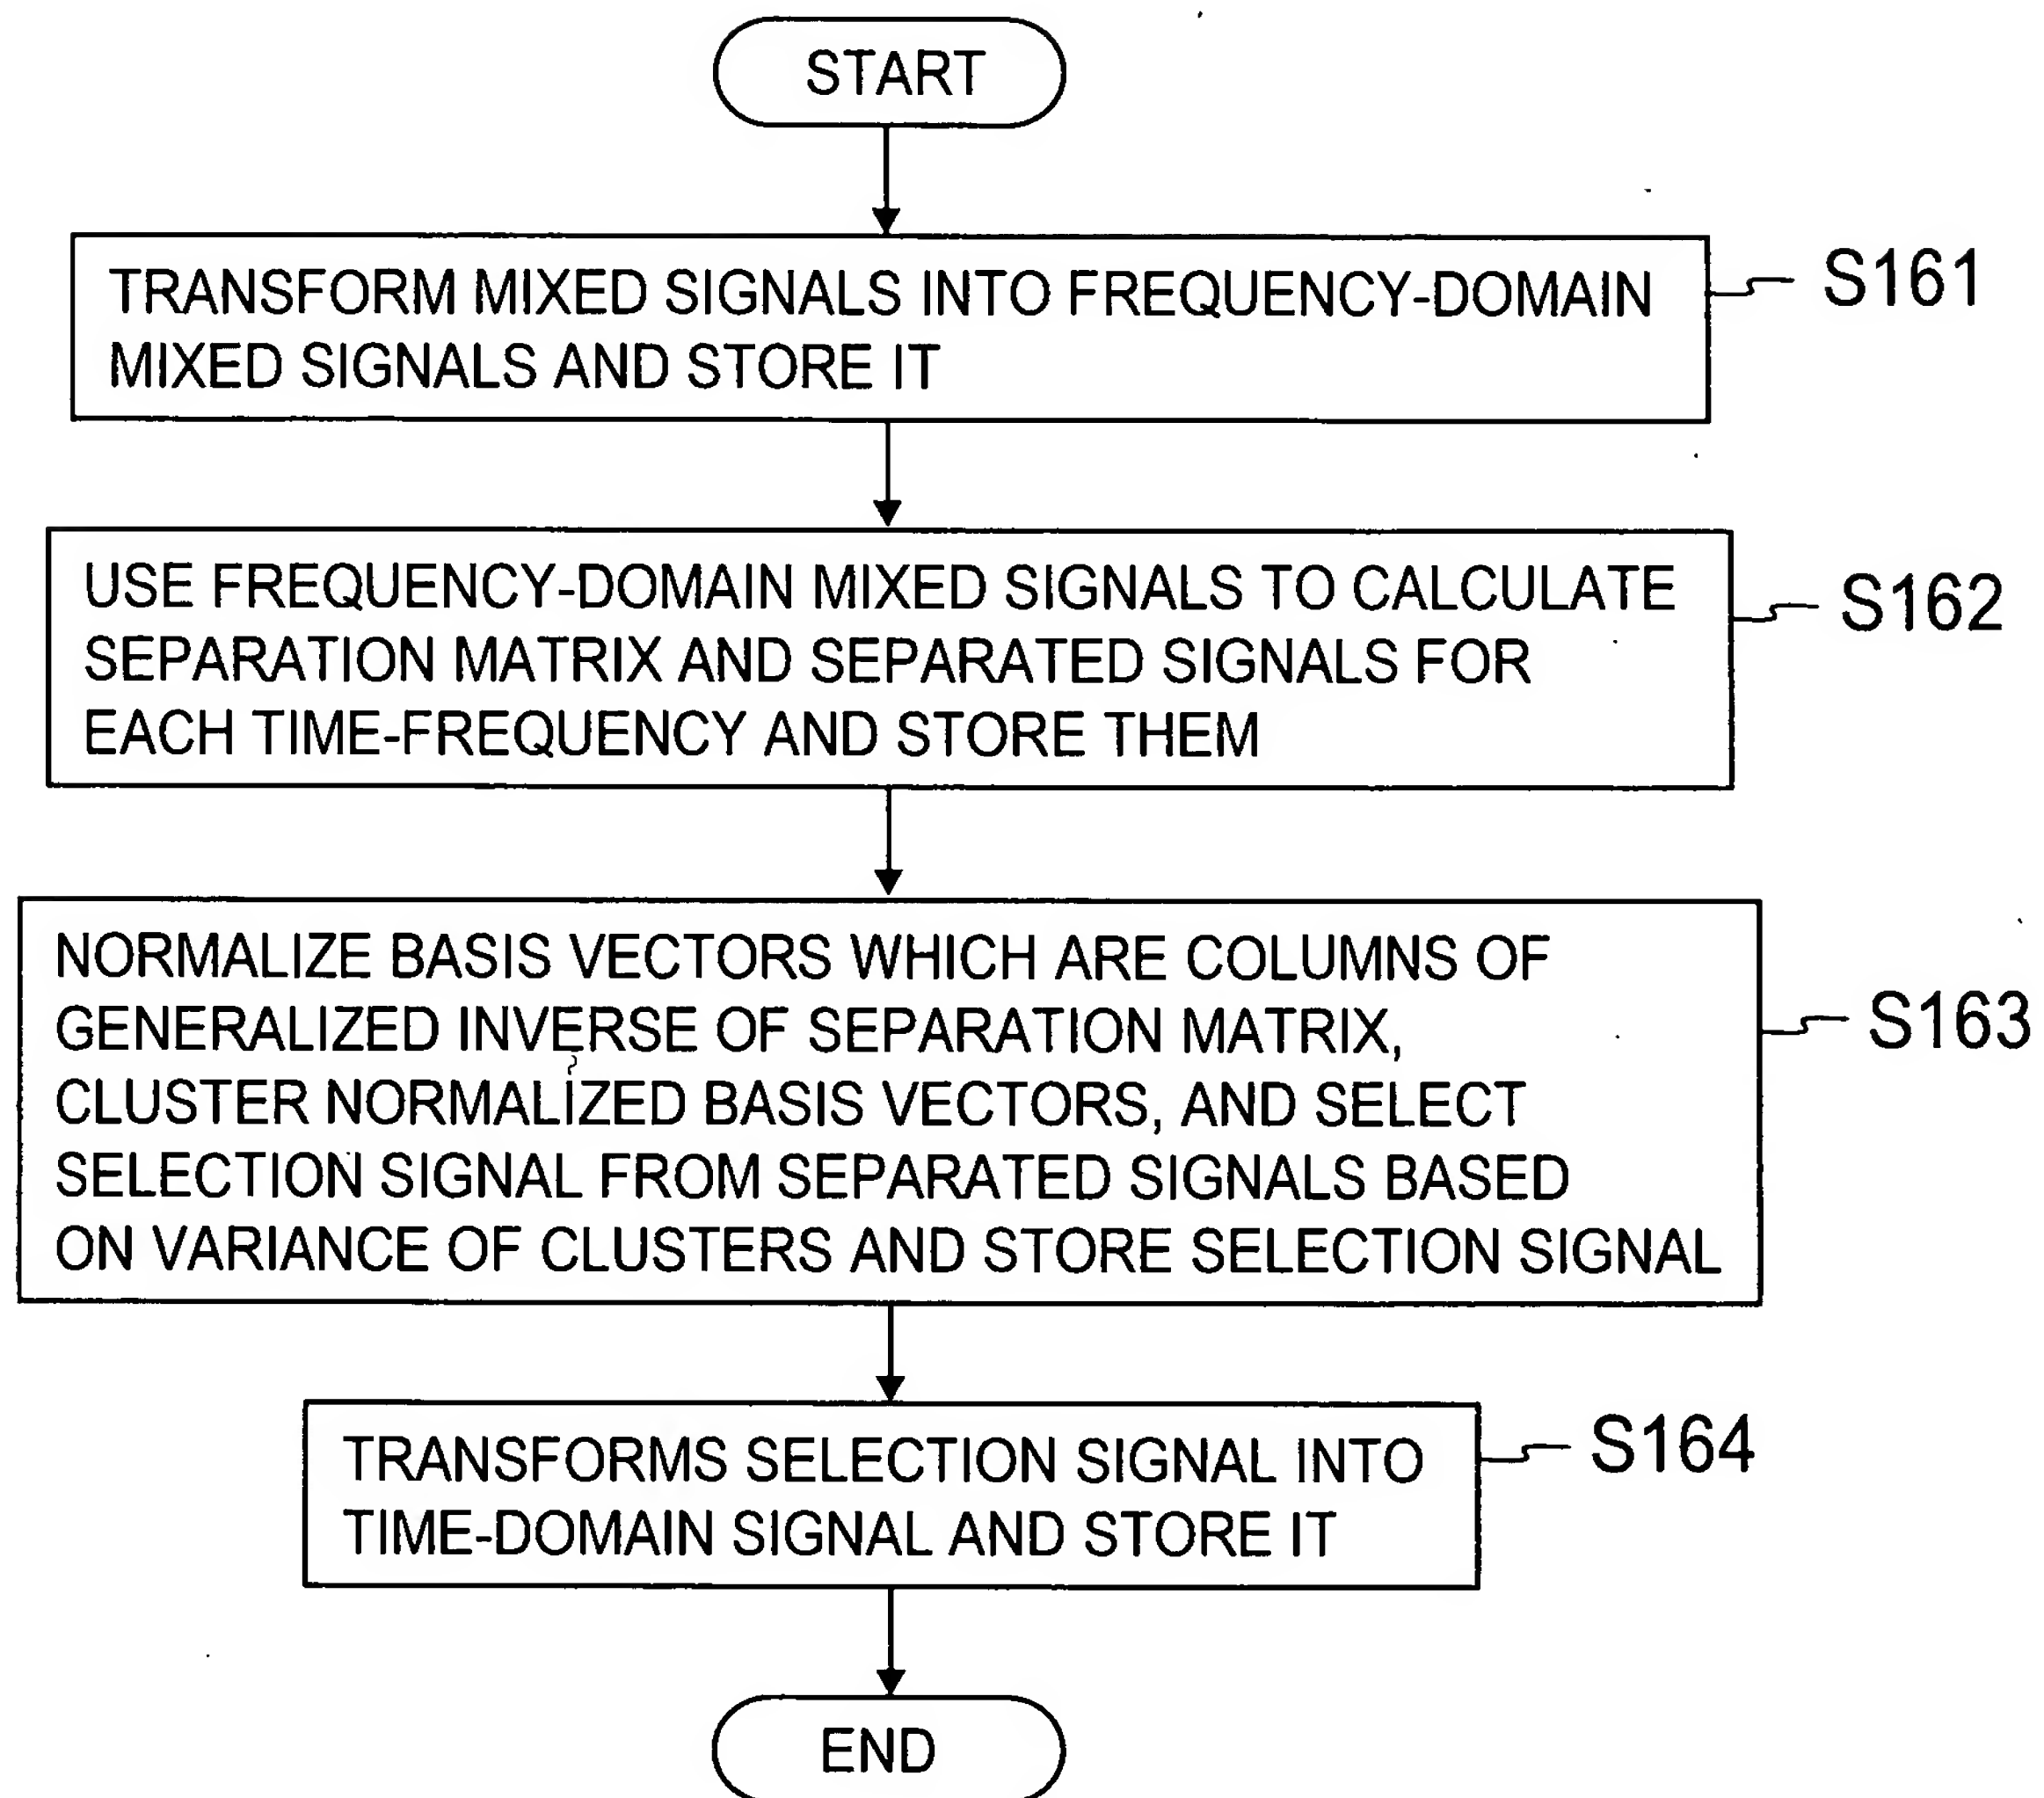 START
TRANSFORM MIXED SIGNALS INTO FREQUENCY-DOMAIN
MIXED SIGNALS AND STORE IT
S161
USE FREQUENCY-DOMAIN MIXED SIGNALS TO CALCULATE
SEPARATION MATRIX AND SEPARATED SIGNALS FOR
EACH TIME-FREQUENCY AND STORE THEM
S162
NORMALIZE BASIS VECTORS WHICH ARE COLUMNS OF
GENERALIZED INVERSE OF SEPARATION MATRIX,
CLUSTER NORMALIZED BASIS VECTORS, AND SELECT
SELECTION SIGNAL FROM SEPARATED SIGNALS BASED
ON VARIANCE OF CLUSTERS AND STORE SELECTION SIGNAL
S163
TRANSFORMS SELECTION SIGNAL INTO
TIME-DOMAIN SIGNAL AND STORE IT
S164
END